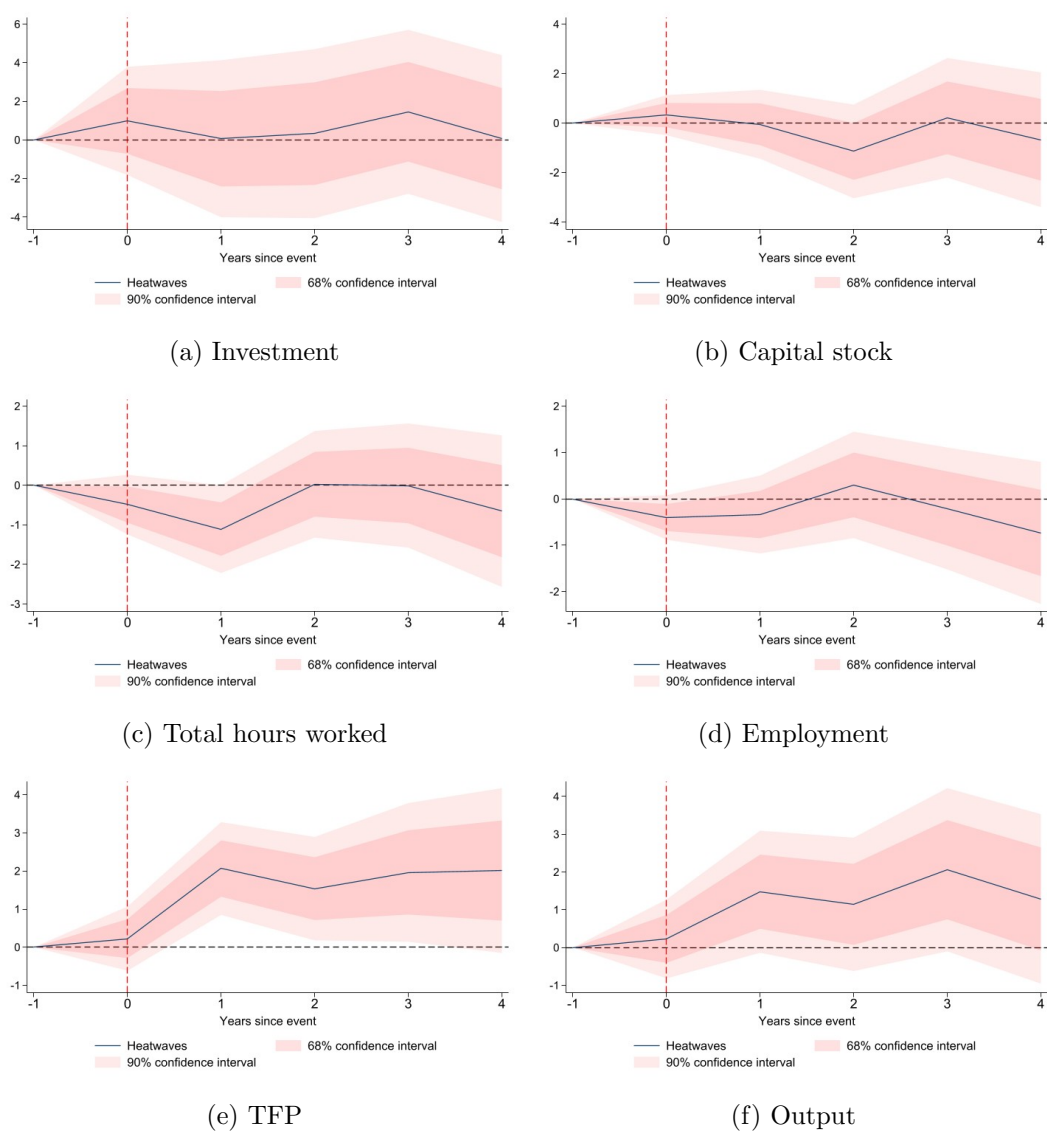 6
4
2
0
-2
-4
-1 0 1 2 3 4
Years since event
Heatwaves 68% confidence interval
90% confidence interval
(a) Investment
4
2
0
-2
-4
-1 0 1 2 3 4
Years since event
Heatwaves 68% confidence interval
90% confidence interval
(b) Capital stock
2
1
0
-1
-2
-3
-1 0 1 2 3 4
Years since event
Heatwaves 68% confidence interval
90% confidence interval
(c) Total hours worked
2
1
0
-1
-2
-1 0 1 2 3 4
Years since event
Heatwaves 68% confidence interval
90% confidence interval
(d) Employment
4
3
2
1
0
-1
-1 0 1 2 3 4
Years since event
Heatwaves 68% confidence interval
90% confidence interval
(e) TFP
4
3
2
1
0
-1
-1 0 1 2 3 4
Years since event
Heatwaves 68% confidence interval
90% confidence interval
(f) Output